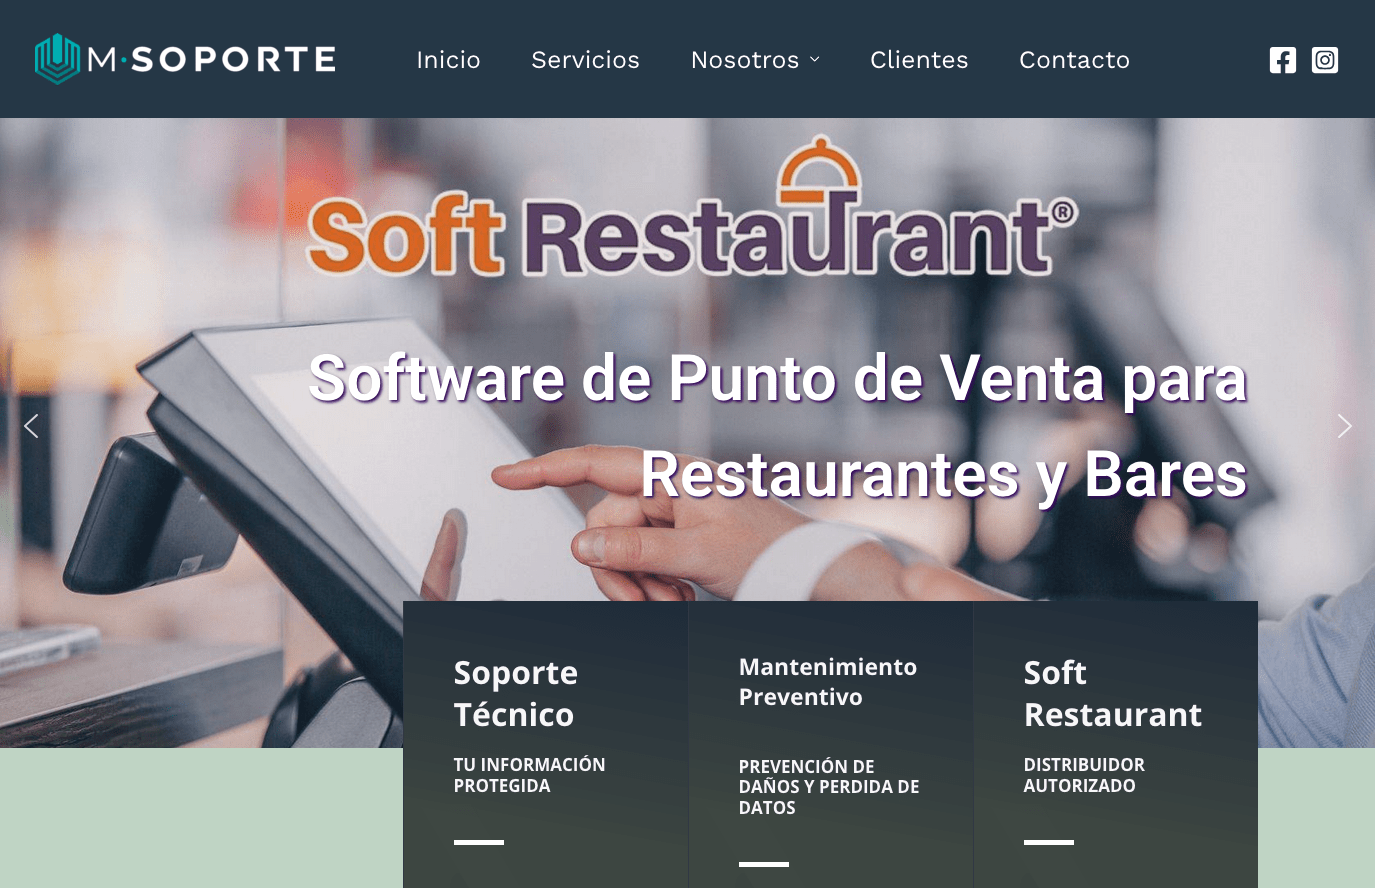 M·SOPORTE
Inicio
Servicios
Nosotros
Clientes
Contacto
Soft Restaurant®
Software de Punto de Venta para
Restaurantes y Bares
Soporte
Técnico
TU INFORMACIÓN
PROTEGIDA
Mantenimiento
Preventivo
PREVENCIÓN DE
DAÑOS Y PERDIDA DE
DATOS
Soft
Restaurant
DISTRIBUIDOR
AUTORIZADO